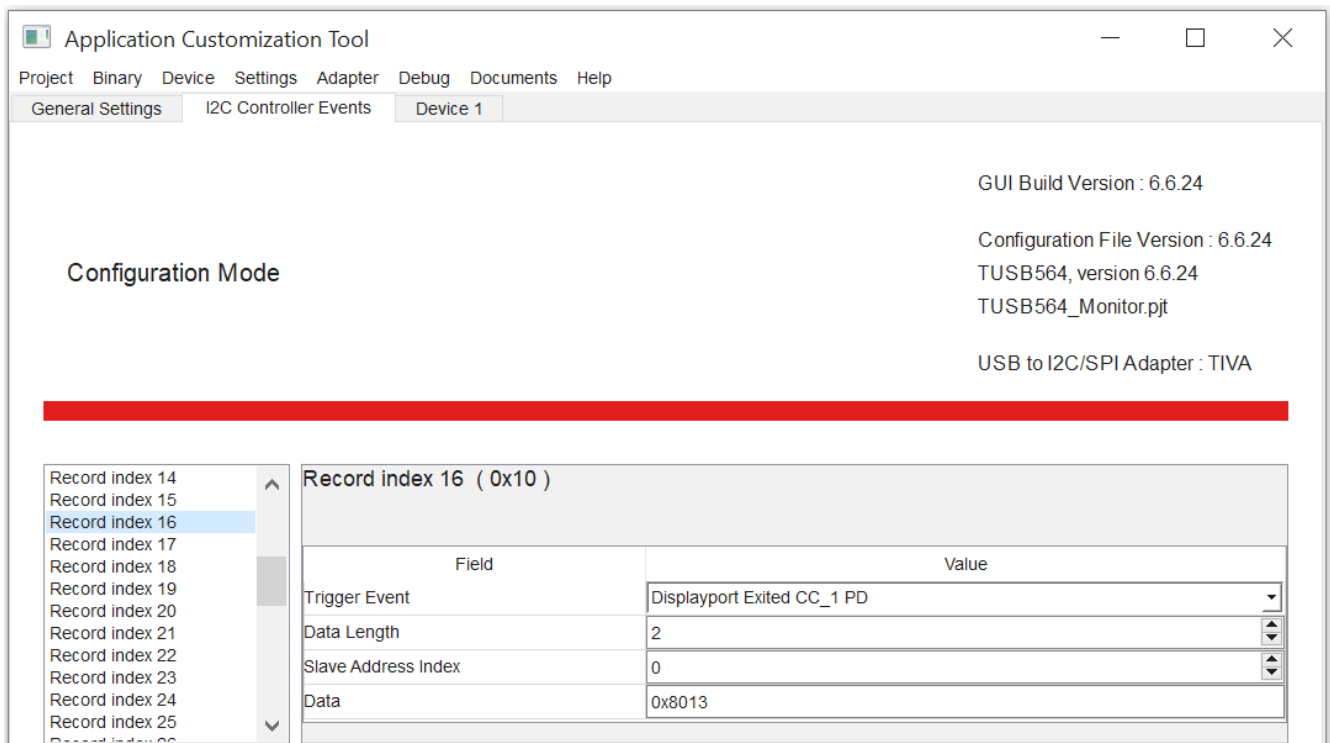 Application Customization Tool
Project Binary Device Settings Adapter Debug Documents Help
General Settings I2C Controller Events Device 1
GUI Build Version : 6.6.24
Configuration File Version : 6.6.24
Configuration Mode
TUSB564, version 6.6.24
TUSB564_Monitor.pjt
USB to I2C/SPI Adapter : TIVA
Record index 14
Record index 15
Record index 16
Record index 17
Record index 18
Record index 19
Record index 20
Record index 21
Record index 22
Record index 23
Record index 24
Record index 25
Record index 16 ( 0x10 )
Field Value
Trigger Event Displayport Exited CC_1 PD
Data Length 2
Slave Address Index 0
Data 0x8013